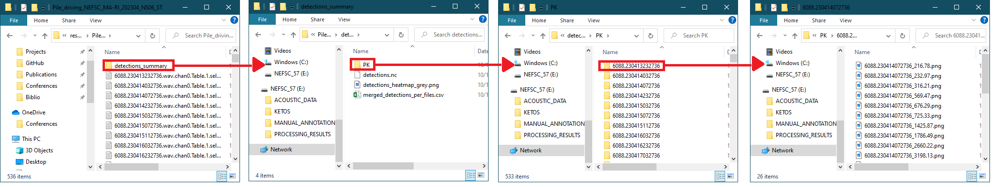 Pile_driving_NEFSC_MA-RI_202304_NS06_ST
File Home Share View
res... Pile...
Search Pile_drivin...
Projects
GitHub
Publications
Conferences
Biblio
OneDrive
Conferences
This PC
3D Objects
Desktop
Name
detections_summary
6088.230413232736.wav.chan0.Table.1.sel...
6088.230414032736.wav.chan0.Table.1.sel...
6088.230414072736.wav.chan0.Table.1.sel...
6088.230414232736.wav.chan0.Table.1.sel...
6088.230415032736.wav.chan0.Table.1.sel...
6088.230415072736.wav.chan0.Table.1.sel...
6088.230415112736.wav.chan0.Table.1.sel...
6088.230416032736.wav.chan0.Table.1.sel...
6088.230416232736.wav.chan0.Table.1.sel...
536 items
detections_summary
File Home Share View
Pile... det...
Search detections...
Videos
Windows (C:)
NEFSC_57 (E:)
NEFSC_57 (E:)
ACOUSTIC_DATA
KETOS
MANUAL_ANNOTATION
PROCESSING_RESULTS
Network
Name Date
PK
detections.nc 10/1
detections_heatmap_grey.png 10/1
merged_detections_per_files.csv 10/1
4 items
PK
File Home Share View
detec... PK
Search PK
Videos
Windows (C:)
NEFSC_57 (E:)
NEFSC_57 (E:)
ACOUSTIC_DATA
KETOS
MANUAL_ANNOTATION
PROCESSING_RESULTS
Network
Name
6088.230413232736
6088.230414032736
6088.230414072736
6088.230414232736
6088.230415032736
6088.230415072736
6088.230415112736
6088.230416032736
6088.230416232736
6088.230417032736
533 items
6088.230414072736
File Home Share View
PK 6088.2...
Search 6088.23041...
Videos
Windows (C:)
NEFSC_57 (E:)
NEFSC_57 (E:)
ACOUSTIC_DATA
KETOS
MANUAL_ANNOTATION
PROCESSING_RESULTS
Network
Name
6088.230414072736_216.78.png
6088.230414072736_232.97.png
6088.230414072736_316.21.png
6088.230414072736_569.47.png
6088.230414072736_676.29.png
6088.230414072736_725.33.png
6088.230414072736_1425.87.png
6088.230414072736_1786.49.png
6088.230414072736_2660.22.png
6088.230414072736_3198.13.png
26 items